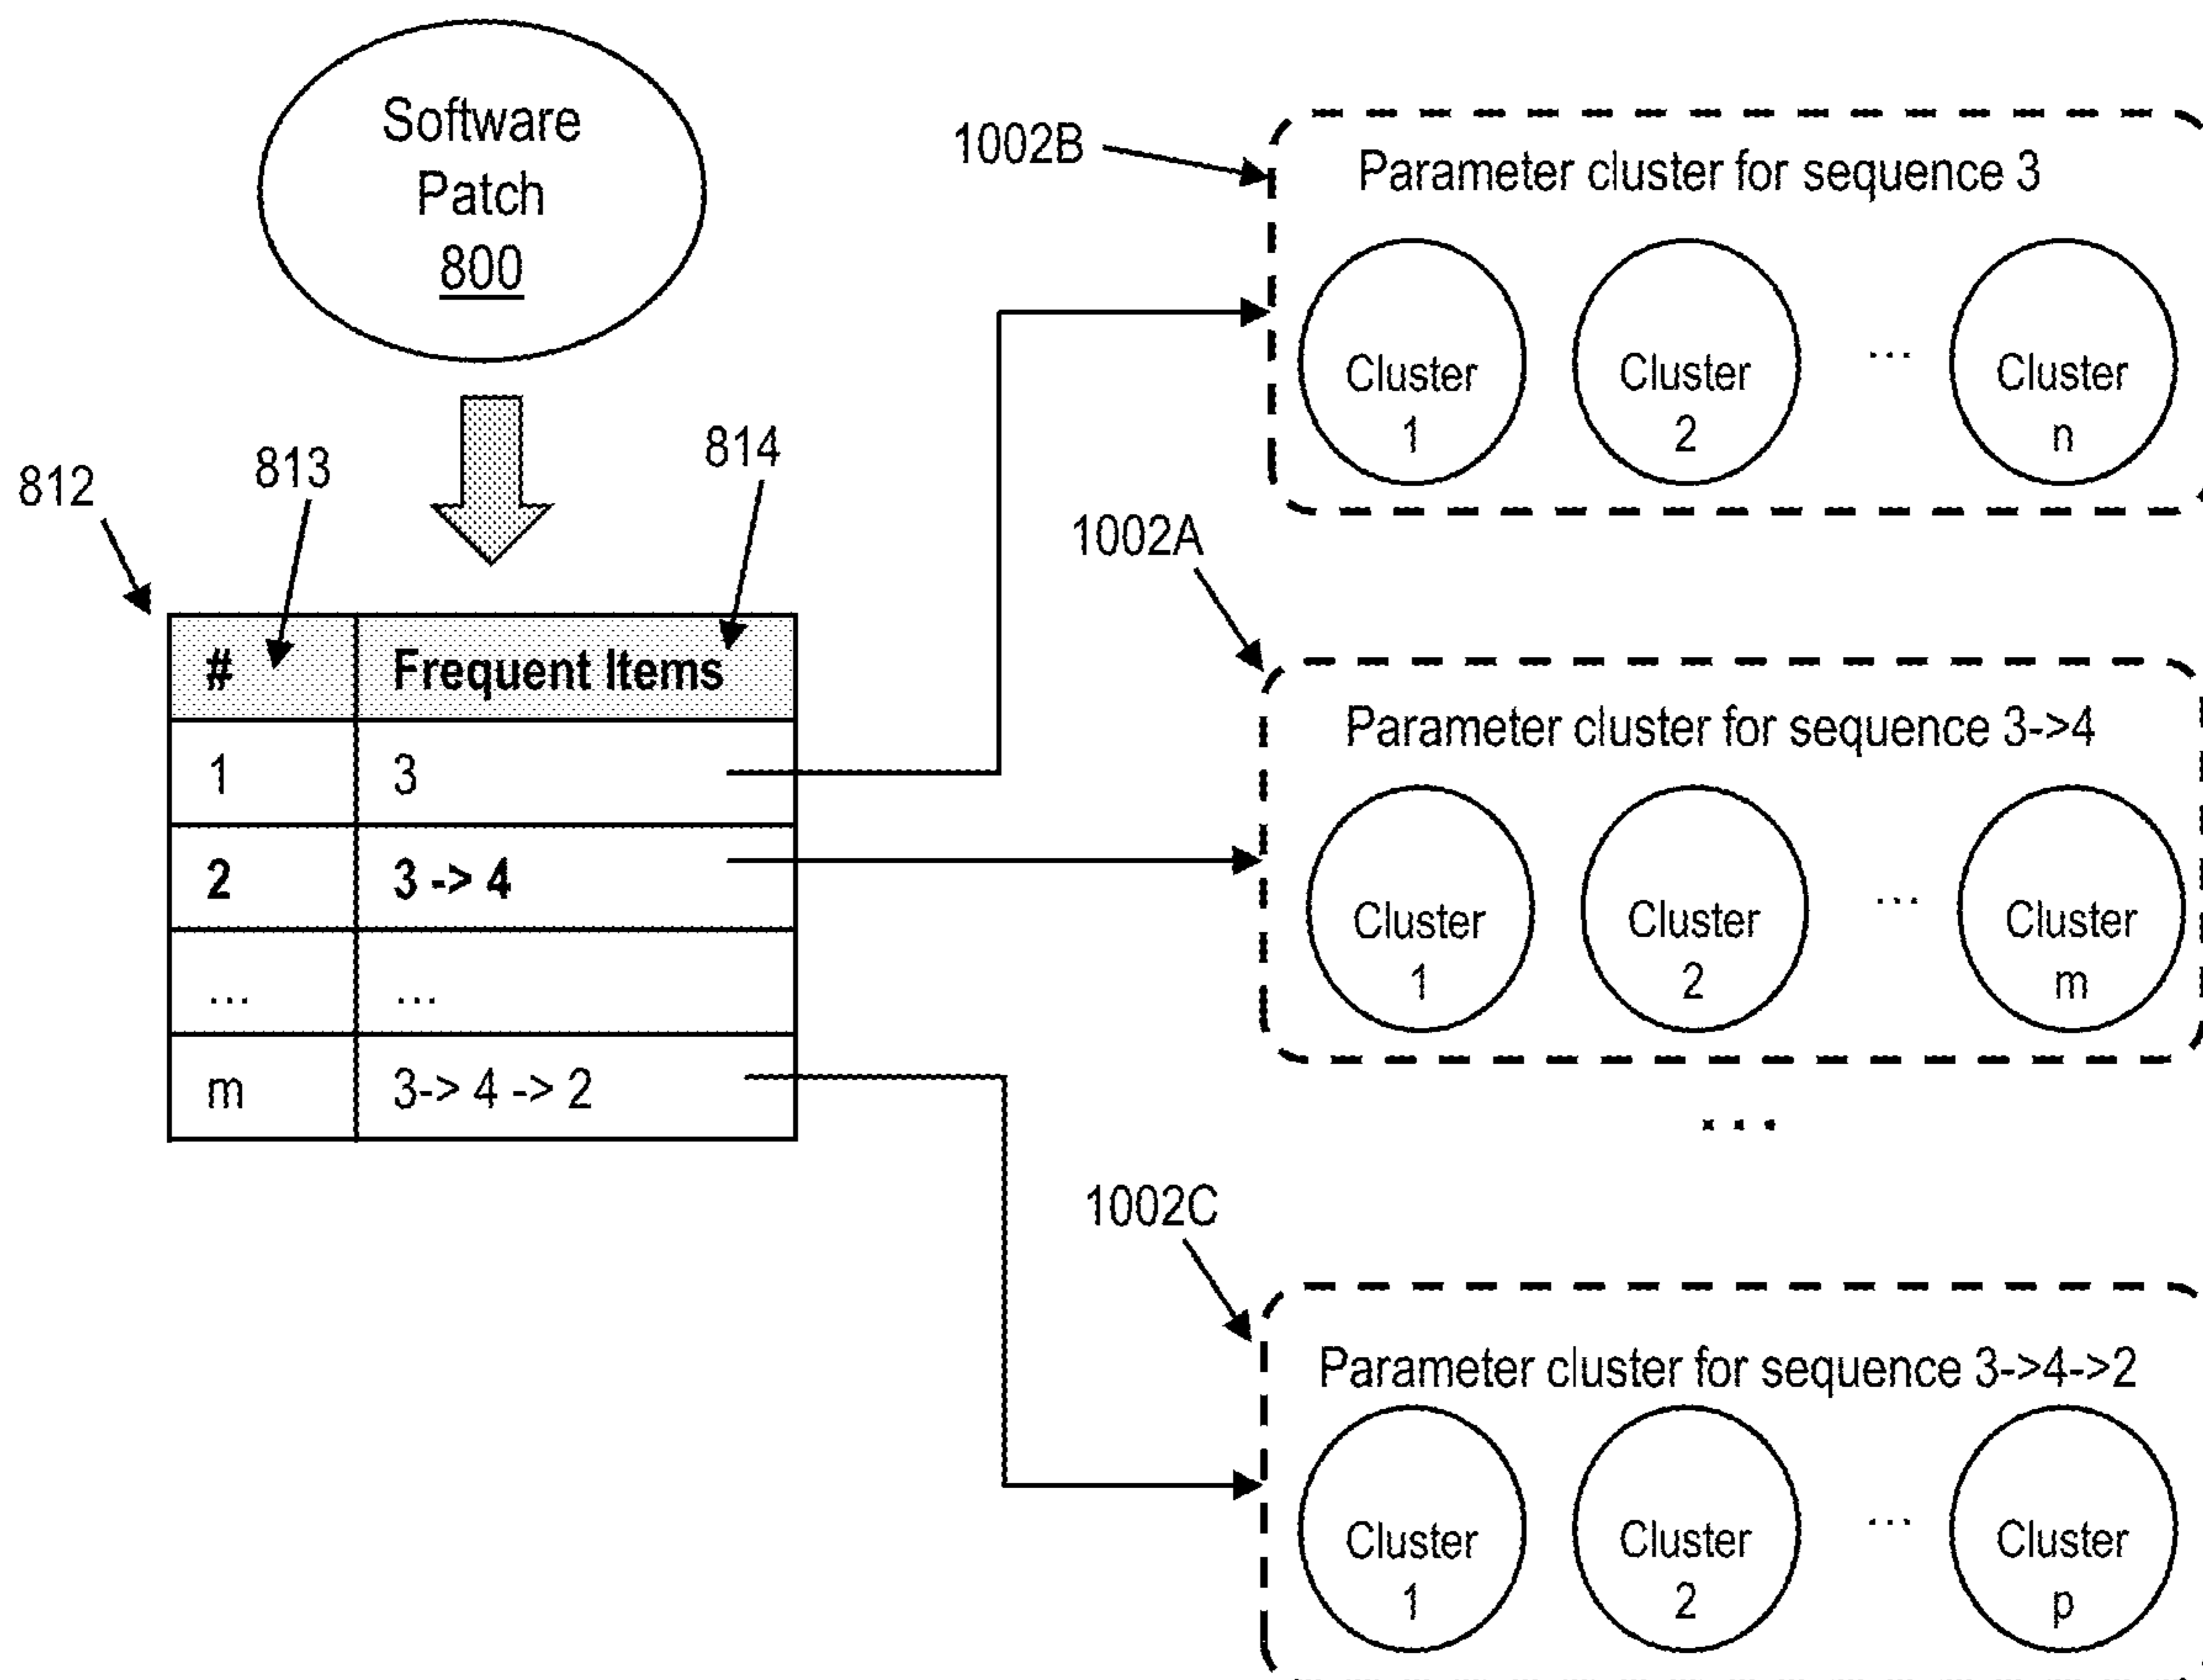 Software
Patch
800
812
813
814
# Frequent Items
1 3
2 3 -> 4
... ...
m 3-> 4 -> 2
1002B
Parameter cluster for sequence 3
Cluster 1
Cluster 2
...
Cluster n
1002A
Parameter cluster for sequence 3->4
Cluster 1
Cluster 2
...
Cluster m
...
1002C
Parameter cluster for sequence 3->4->2
Cluster 1
Cluster 2
...
Cluster p